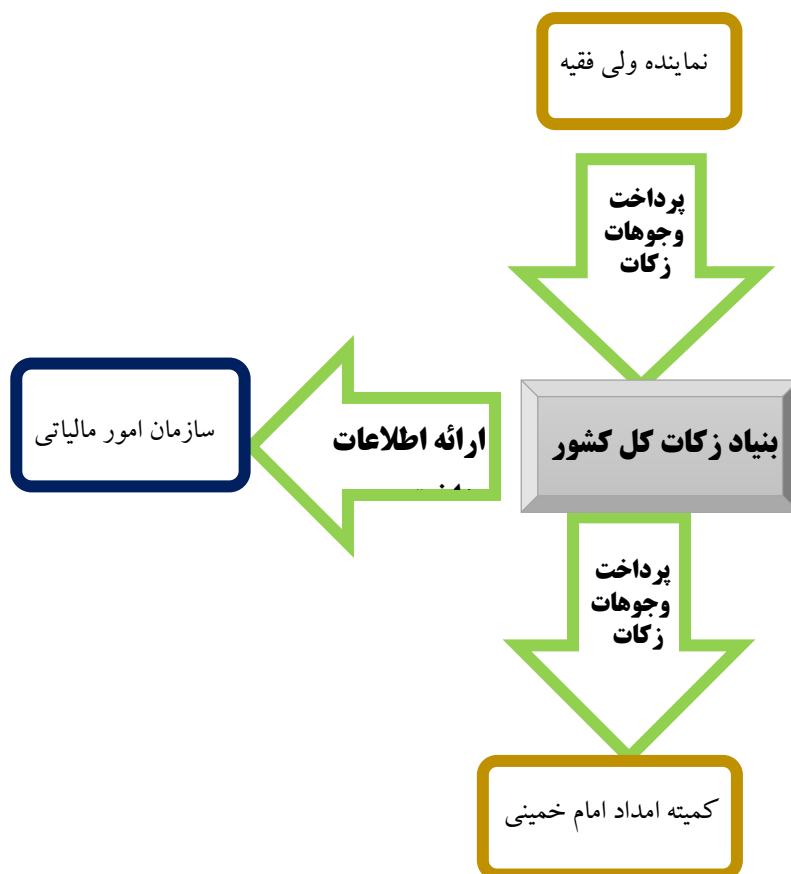 نماینده ولی فقیه
پرداخت
وجوهات
زکات
بنیاد زکات کل کشور
ارائه اطلاعات
سازمان امور مالیاتی
پرداخت
وجوهات
زکات
کمیته امداد امام خمینی